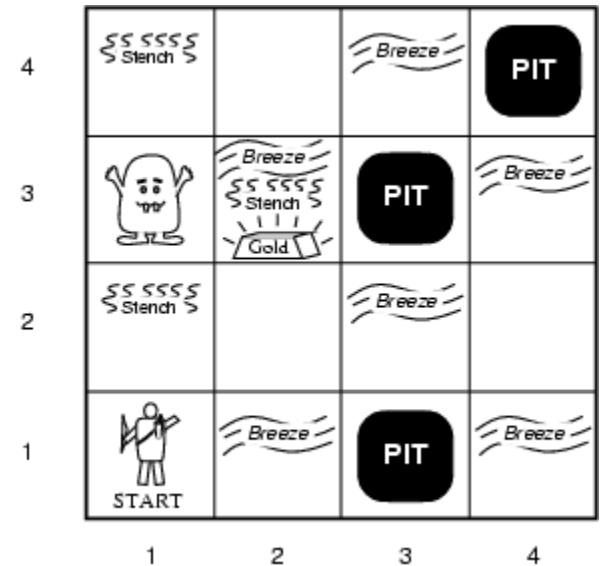 4
Stench
Breeze
PIT
3
Breeze
Stench
Gold
PIT
Breeze
2
Stench
Breeze
1
START
Breeze
PIT
Breeze
1
2
3
4